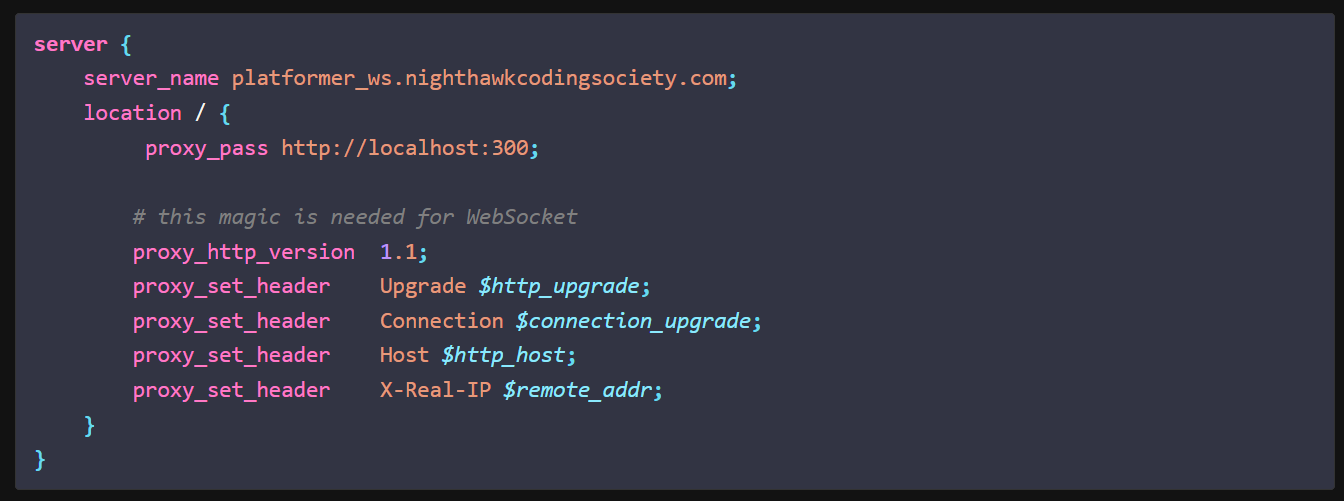 server {
    server_name platformer_ws.nighthawkcodingsociety.com;
    location / {
         proxy_pass http://localhost:300;

        # this magic is needed for WebSocket
        proxy_http_version  1.1;
        proxy_set_header    Upgrade $http_upgrade;
        proxy_set_header    Connection $connection_upgrade;
        proxy_set_header    Host $http_host;
        proxy_set_header    X-Real-IP $remote_addr;
    }
}